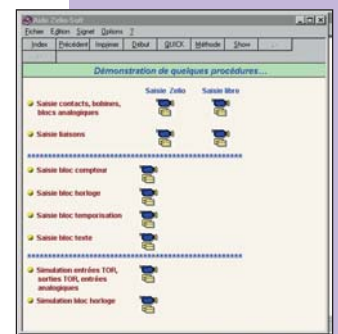 Aide Zelio Soft
Fichier Edition Signet Options ?
Index Précédent Imprimer Début QUICK Méthode Show
Démonstration de quelques procédures...
Saisie Zelio Saisie libre
Saisie contacts, bobines,
blocs analogiques
Saisie liaisons
Saisie bloc compteur
Saisie bloc horloge
Saisie bloc temporisation
Saisie bloc texte
Simulation entrées TOR,
sorties TOR, entrées
analogiques
Simulation bloc horloge